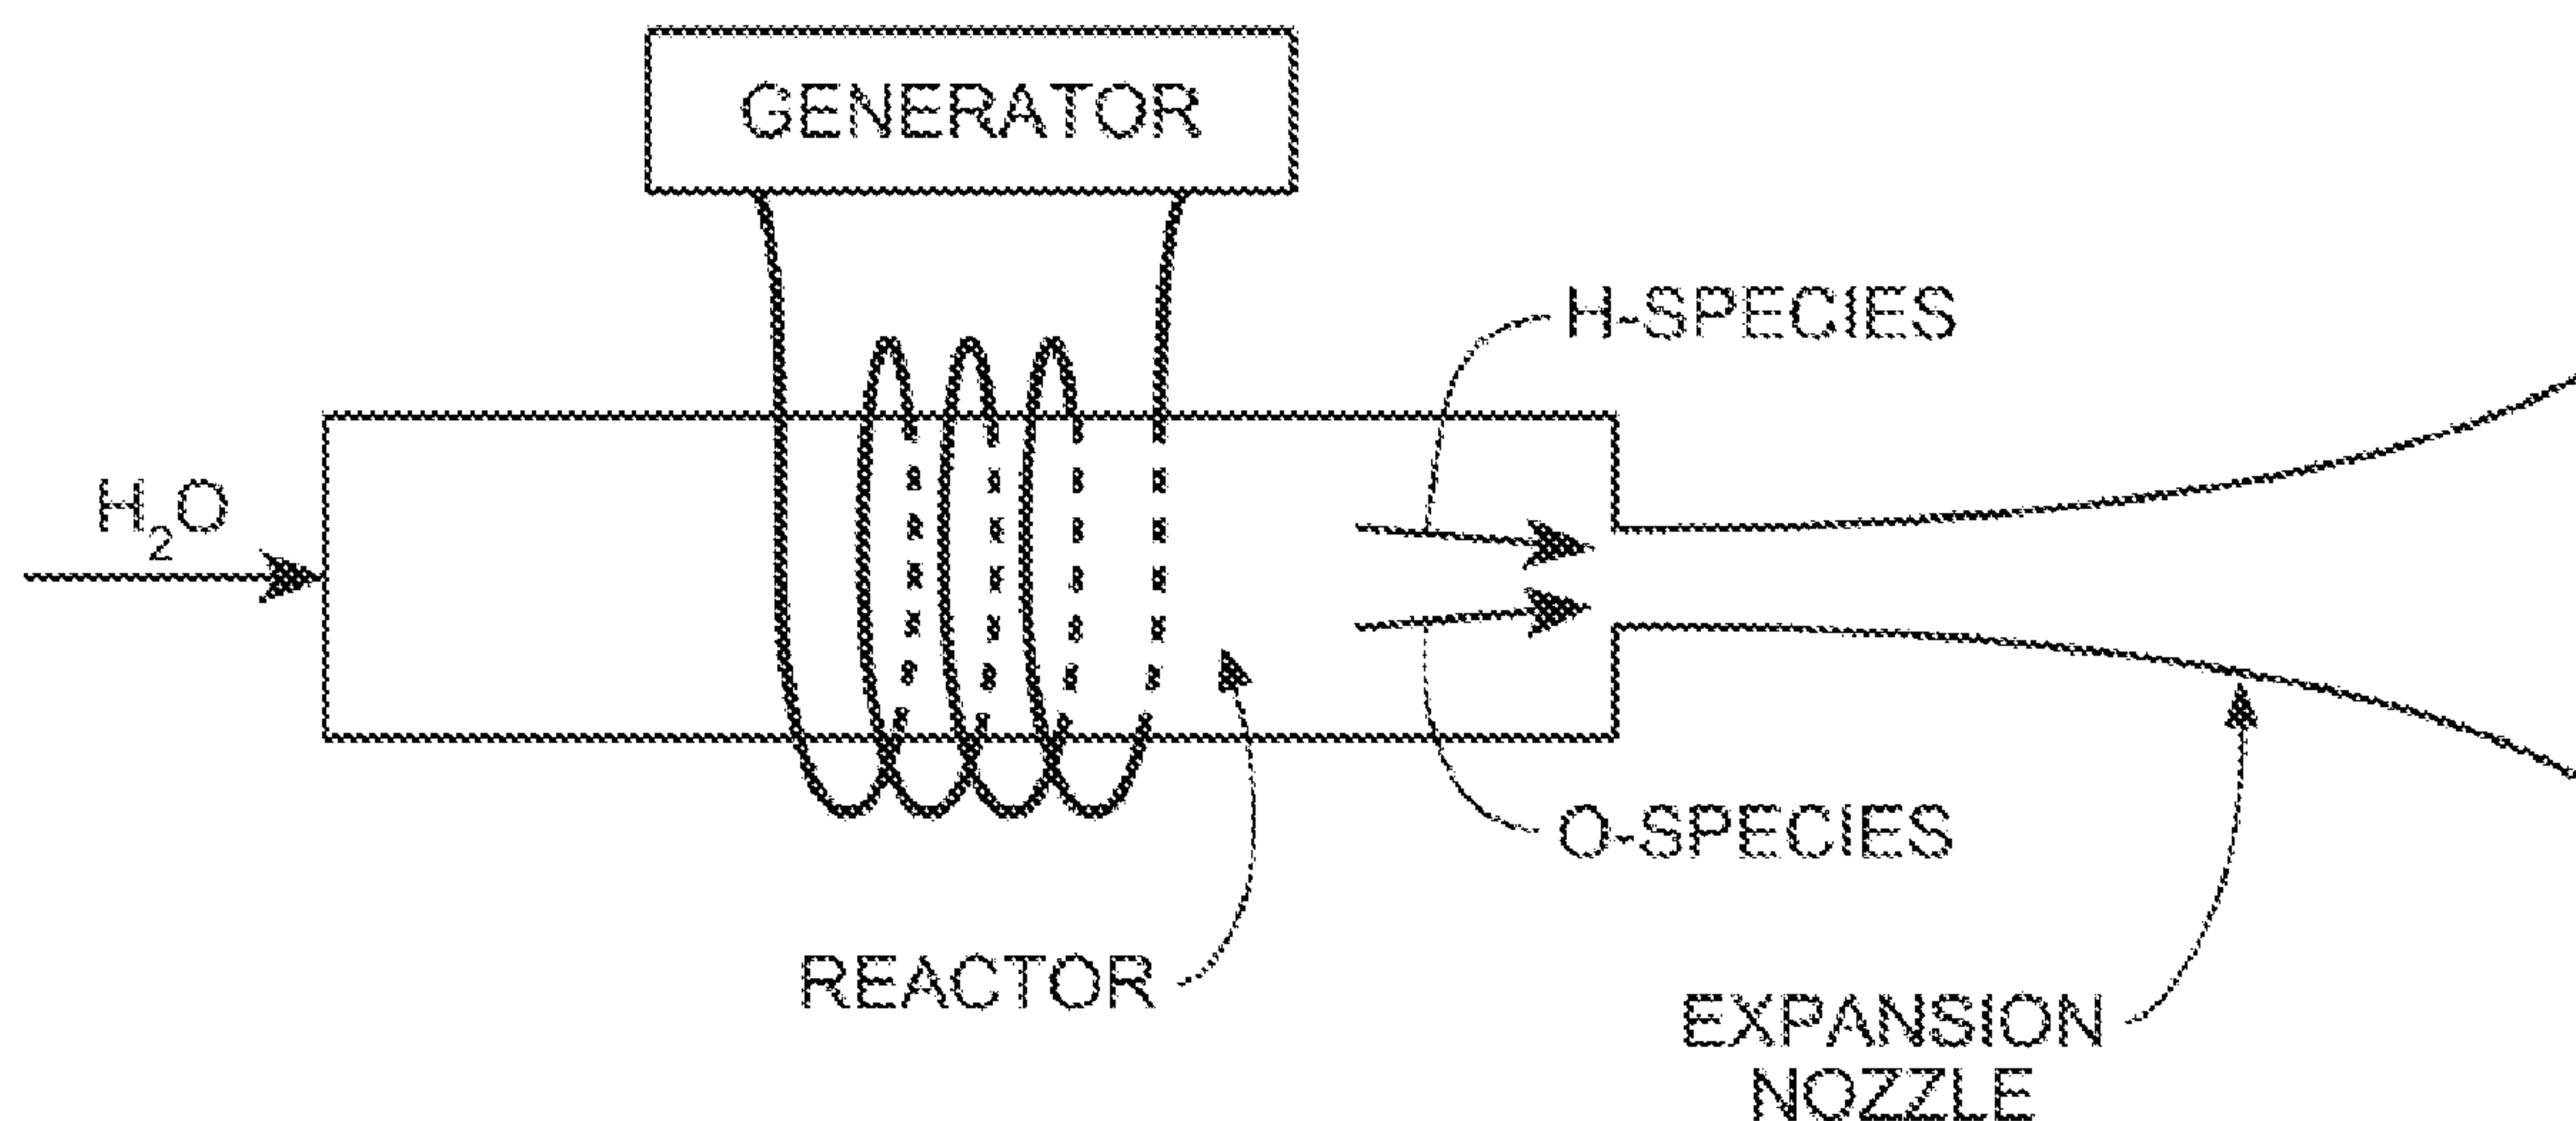 GENERATOR
H-SPECIES
H₂O
O-SPECIES
REACTOR
EXPANSION
NOZZLE